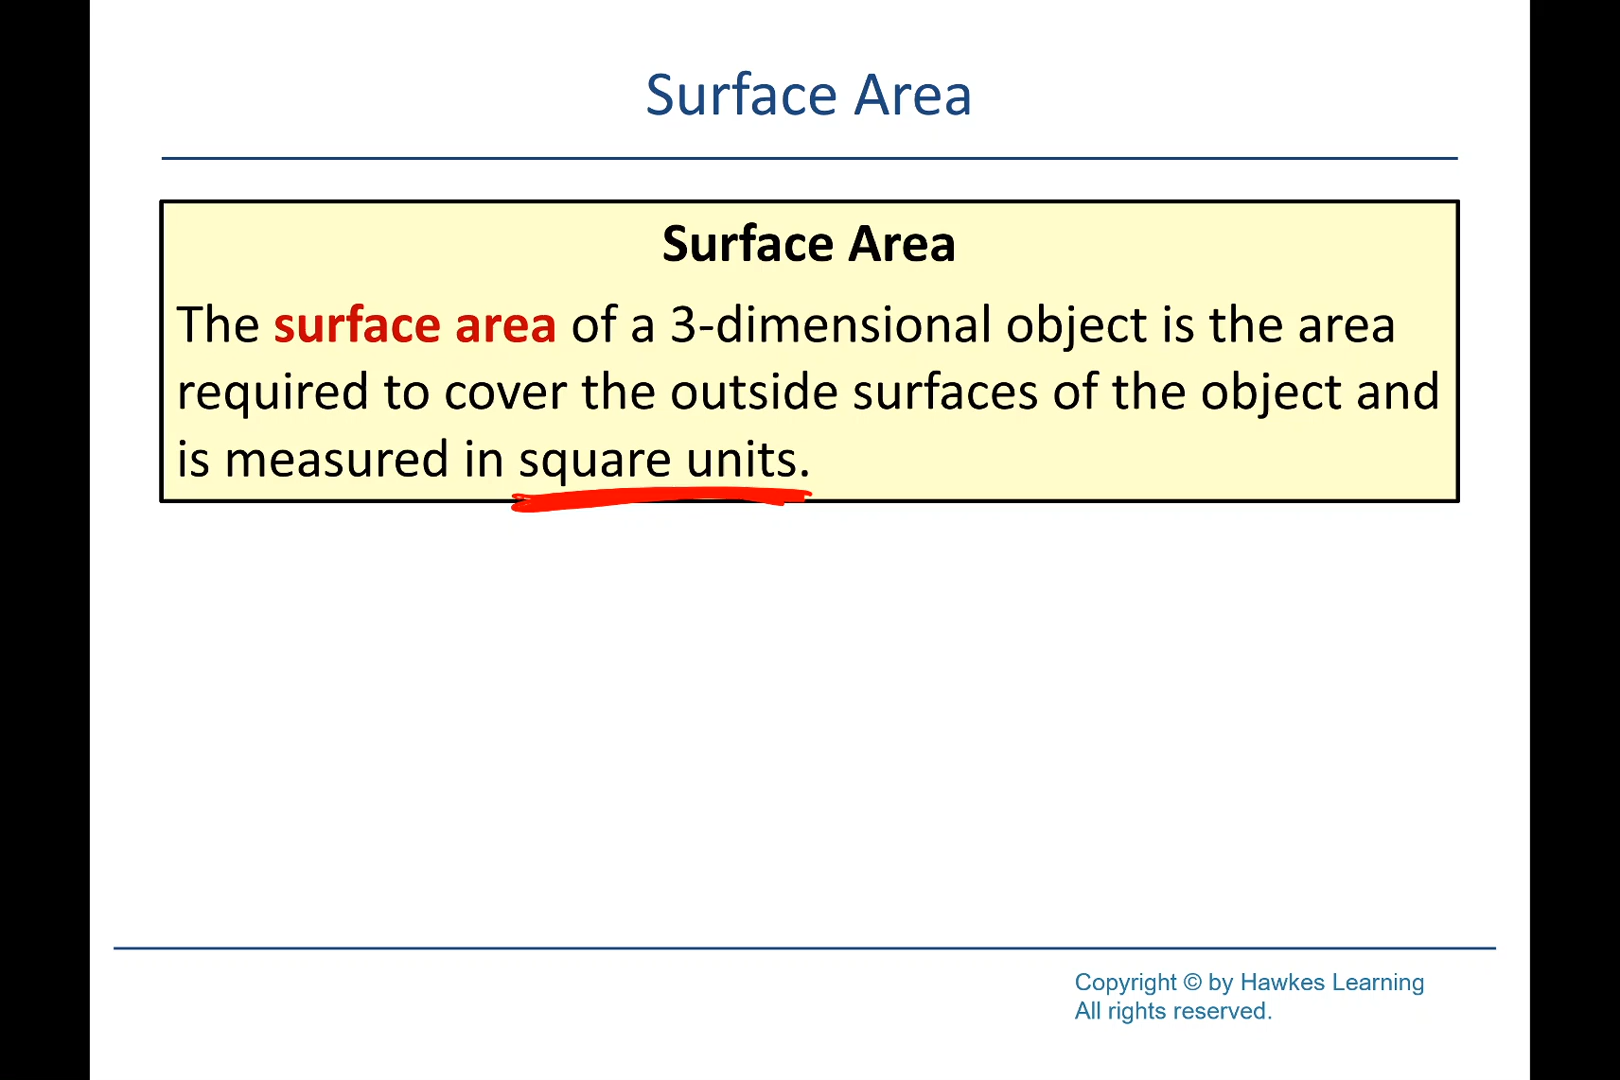 Surface Area
Surface Area
The surface area of a 3-dimensional object is the area
required to cover the outside surfaces of the object and
is measured in square units.
Copyright © by Hawkes Learning
All rights reserved.